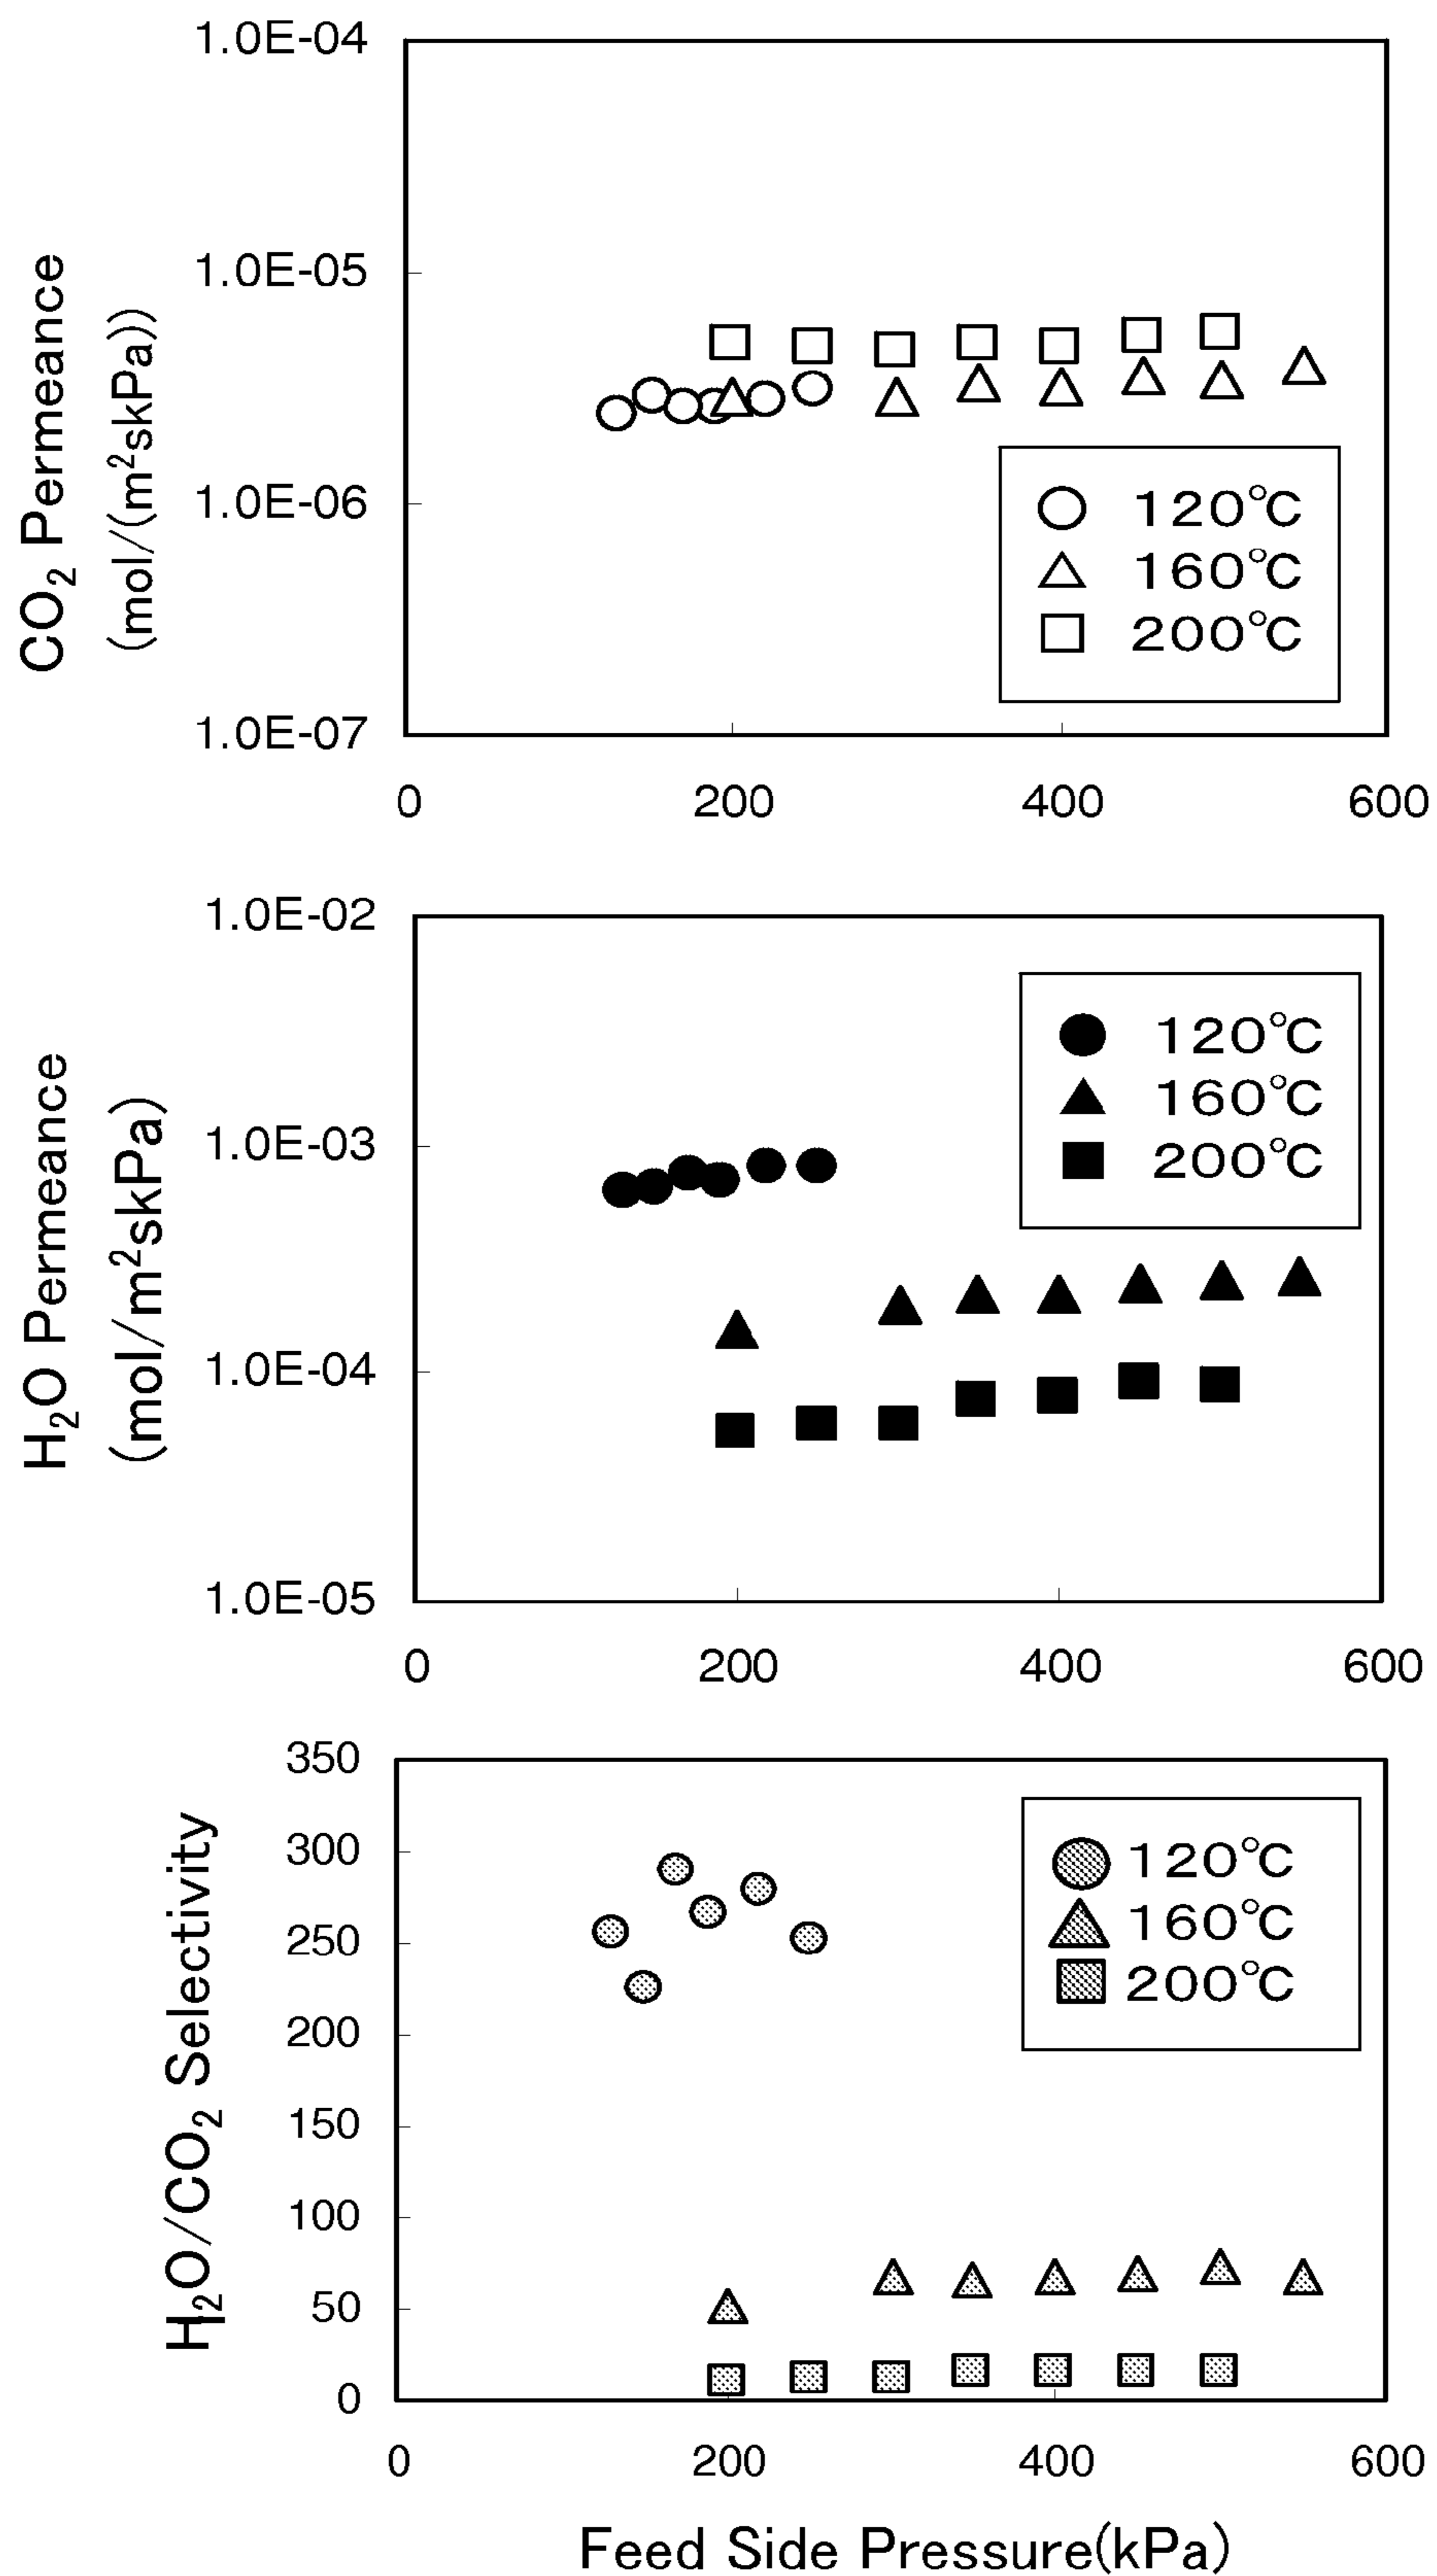 CO₂ Permeance
(mol/(m²skPa))
1.0E-04
1.0E-05
1.0E-06
1.0E-07
0 200 400 600
120℃
160℃
200℃
H₂O Permeance
(mol/m²skPa)
1.0E-02
1.0E-03
1.0E-04
1.0E-05
0 200 400 600
120℃
160℃
200℃
H₂O/CO₂ Selectivity
350
300
250
200
150
100
50
0
0 200 400 600
120℃
160℃
200℃
Feed Side Pressure(kPa)